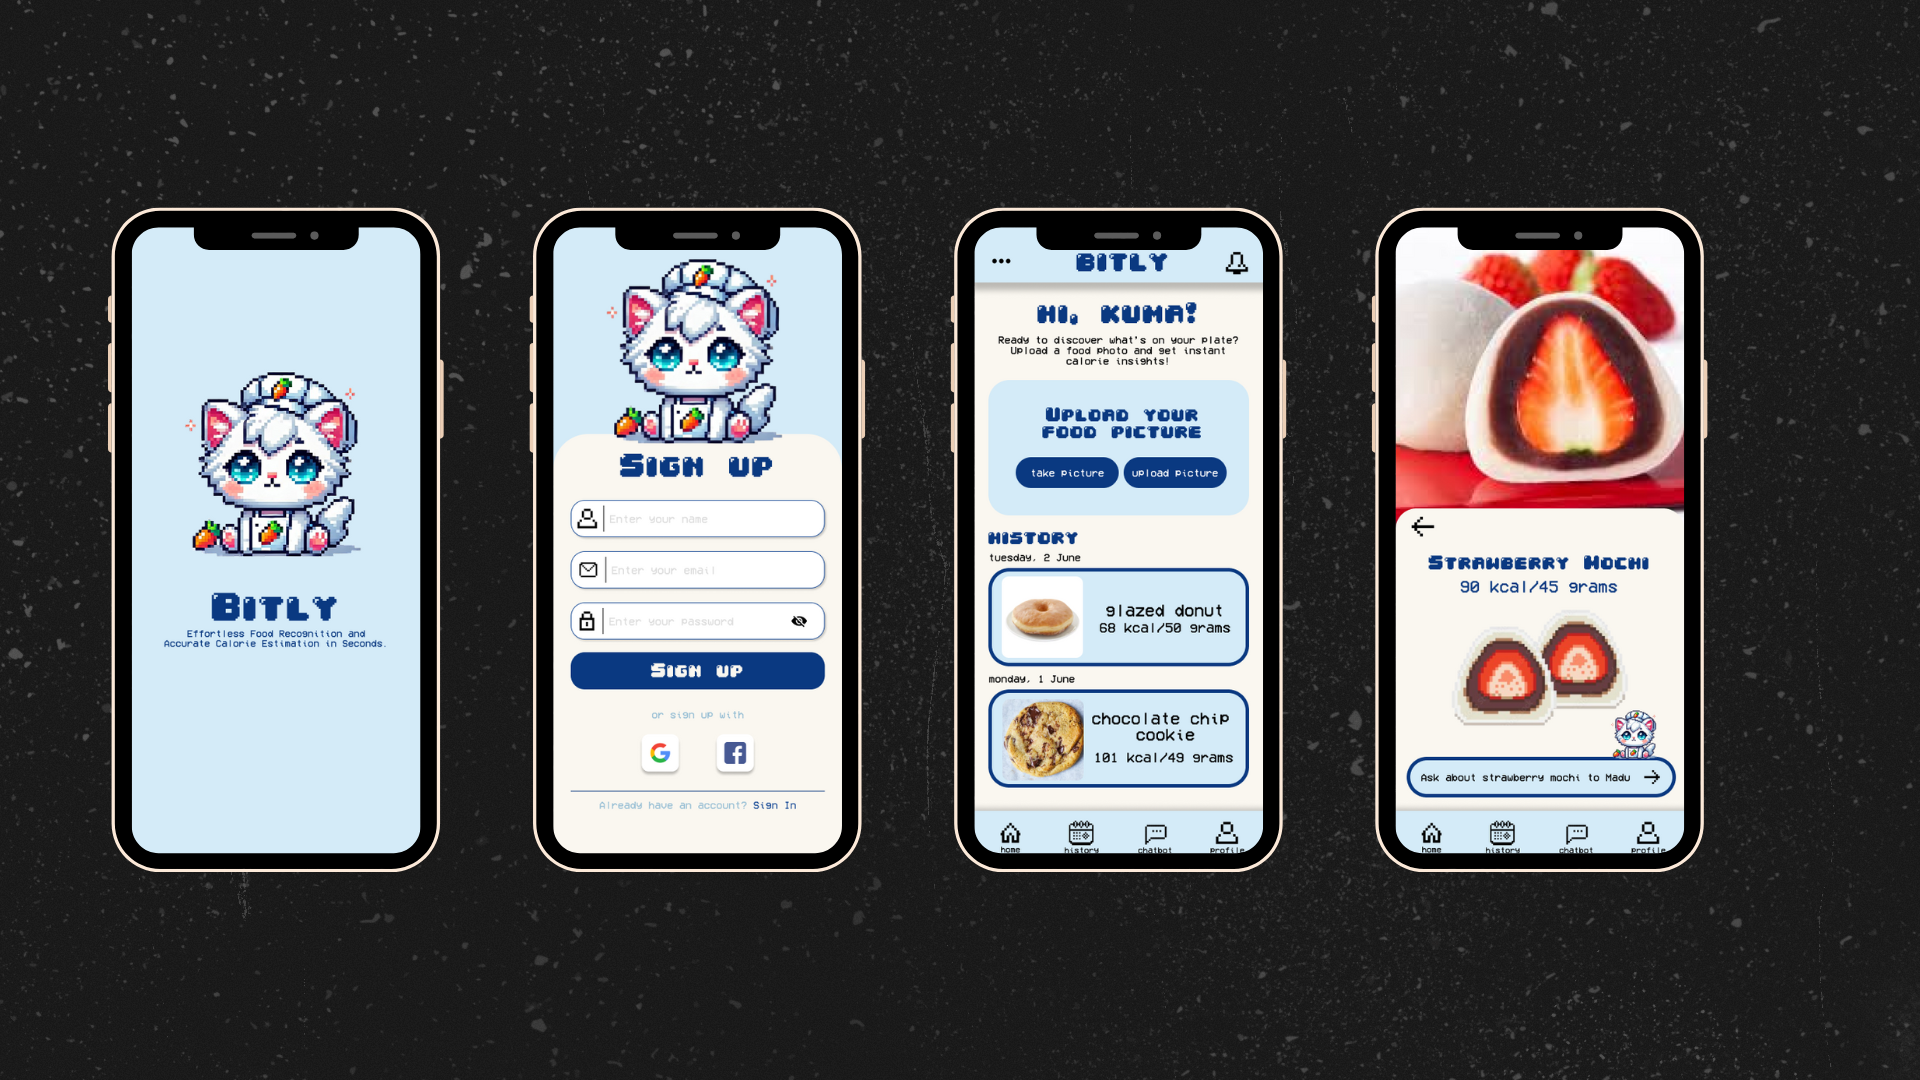 Bitly
Effortless Food Recognition and
Accurate Calorie Estimation in Seconds.
Sign up
Enter your name
Enter your email
Enter your password
Sign up
or sign up with
Already have an account? Sign In
BITLY
HI, KUMA!
Ready to discover what's on your plate?
Upload a food photo and get instant
calorie insights!
Upload your
food picture
take picture
upload picture
HISTORY
tuesday, 2 June
glazed donut
68 kcal/50 grams
monday, 1 June
chocolate chip
cookie
101 kcal/49 grams
home
history
chatbot
profile
Strawberry Mochi
90 kcal/45 grams
Ask about strawberry mochi to Madu
home
history
chatbot
profile